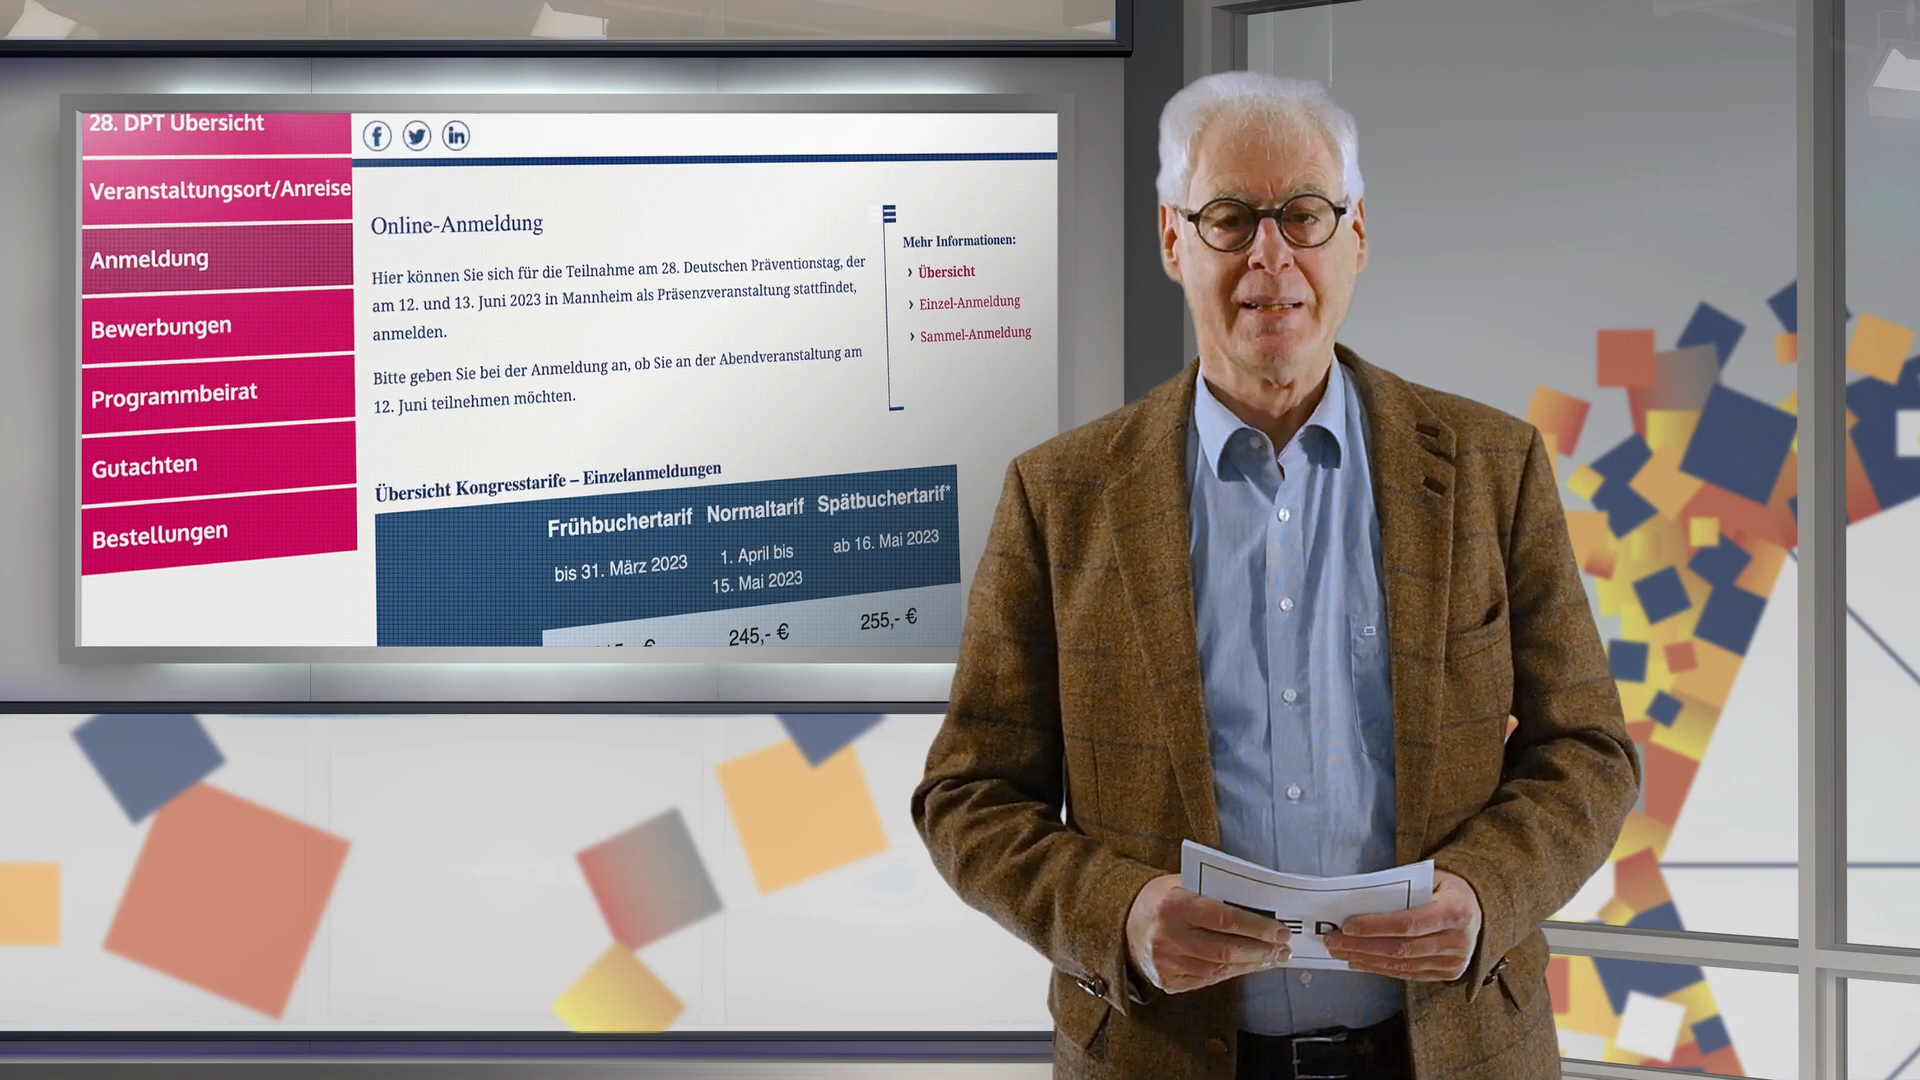 28. DPT Übersicht
Veranstaltungsort/Anreise
Anmeldung
Bewerbungen
Programmbeirat
Gutachten
Bestellungen
Online-Anmeldung
Hier können Sie sich für die Teilnahme am 28. Deutschen Präventionstag, der
am 12. und 13. Juni 2023 in Mannheim als Präsenzveranstaltung stattfindet,
anmelden.
Bitte geben Sie bei der Anmeldung an, ob Sie an der Abendveranstaltung am
12. Juni teilnehmen möchten.
Mehr Informationen:
› Übersicht
› Einzel-Anmeldung
› Sammel-Anmeldung
Übersicht Kongresstarife – Einzelanmeldungen
Frühbuchertarif Normaltarif Spätbuchertarif*
bis 31. März 2023 1. April bis ab 16. Mai 2023
15. Mai 2023
245,- € 255,- €